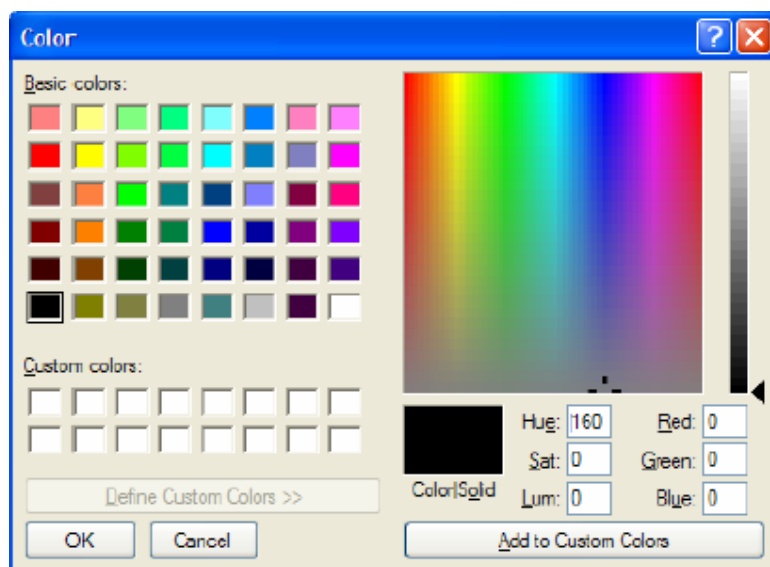 Color
Basic colors:
Custom colors:
Define Custom Colors >>
OK Cancel
Color|Solid
Hue: 160 Red: 0
Sat: 0 Green: 0
Lum: 0 Blue: 0
Add to Custom Colors